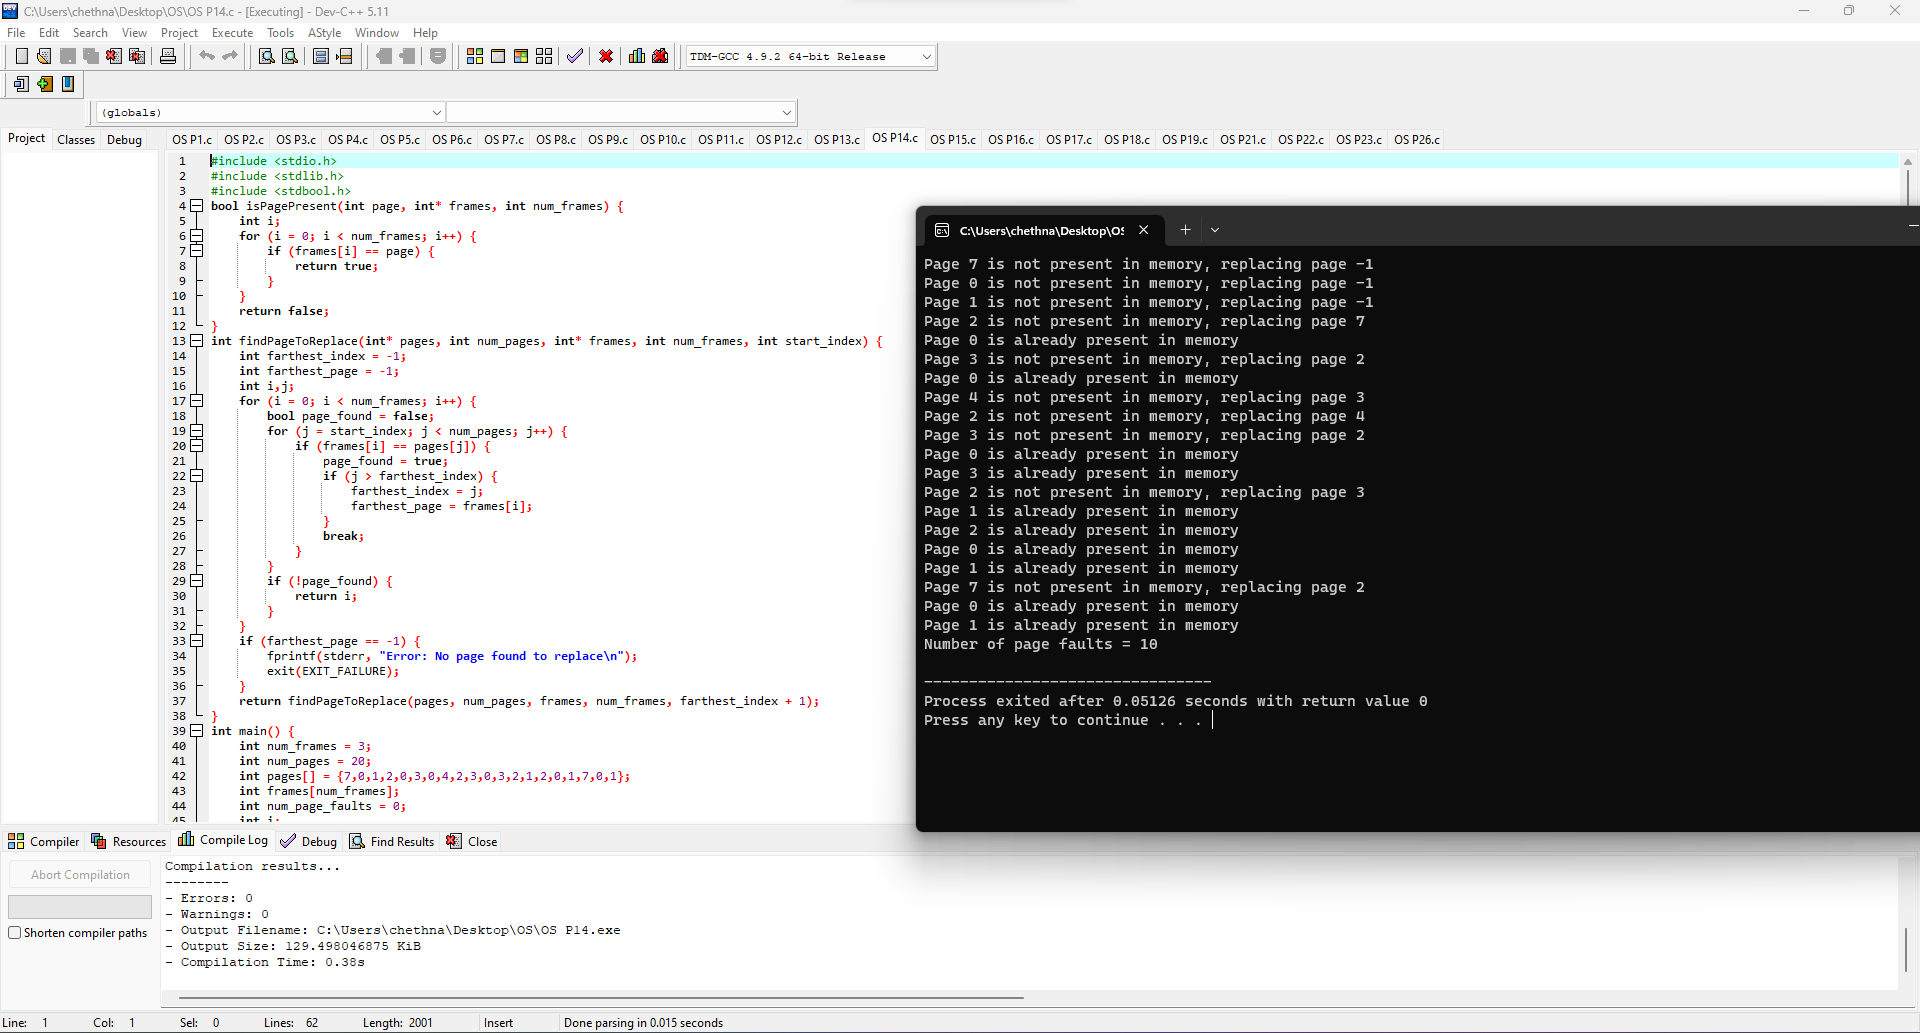 C:\Users\chethna\Desktop\OS\OS P14.c - [Executing] - Dev-C++ 5.11
File Edit Search View Project Execute Tools AStyle Window Help
TDM-GCC 4.9.2 64-bit Release
(globals)
Project Classes Debug
OS P1.c OS P2.c OS P3.c OS P4.c OS P5.c OS P6.c OS P7.c OS P8.c OS P9.c OS P10.c OS P11.c OS P12.c OS P13.c OS P14.c OS P15.c OS P16.c OS P17.c OS P18.c OS P19.c OS P21.c OS P22.c OS P23.c OS P26.c
1 #include <stdio.h>
2 #include <stdlib.h>
3 #include <stdbool.h>
4 bool isPagePresent(int page, int* frames, int num_frames) {
5 int i;
6 for (i = 0; i < num_frames; i++) {
7 if (frames[i] == page) {
8 return true;
9 }
10 }
11 return false;
12 }
13 int findPageToReplace(int* pages, int num_pages, int* frames, int num_frames, int start_index) {
14 int farthest_index = -1;
15 int farthest_page = -1;
16 int i,j;
17 for (i = 0; i < num_frames; i++) {
18 bool page_found = false;
19 for (j = start_index; j < num_pages; j++) {
20 if (frames[i] == pages[j]) {
21 page_found = true;
22 if (j > farthest_index) {
23 farthest_index = j;
24 farthest_page = frames[i];
25 }
26 break;
27 }
28 }
29 if (!page_found) {
30 return i;
31 }
32 }
33 if (farthest_page == -1) {
34 fprintf(stderr, "Error: No page found to replace\n");
35 exit(EXIT_FAILURE);
36 }
37 return findPageToReplace(pages, num_pages, frames, num_frames, farthest_index + 1);
38 }
39 int main() {
40 int num_frames = 3;
41 int num_pages = 20;
42 int pages[] = {7,0,1,2,0,3,0,4,2,3,0,3,2,1,2,0,1,7,0,1};
43 int frames[num_frames];
44 int num_page_faults = 0;
45 int i;
C:\Users\chethna\Desktop\OS
Page 7 is not present in memory, replacing page -1
Page 0 is not present in memory, replacing page -1
Page 1 is not present in memory, replacing page -1
Page 2 is not present in memory, replacing page 7
Page 0 is already present in memory
Page 3 is not present in memory, replacing page 2
Page 0 is already present in memory
Page 4 is not present in memory, replacing page 3
Page 2 is not present in memory, replacing page 4
Page 3 is not present in memory, replacing page 2
Page 0 is already present in memory
Page 3 is already present in memory
Page 2 is not present in memory, replacing page 3
Page 1 is already present in memory
Page 2 is already present in memory
Page 0 is already present in memory
Page 1 is already present in memory
Page 7 is not present in memory, replacing page 2
Page 0 is already present in memory
Page 1 is already present in memory
Number of page faults = 10
--------------------------------
Process exited after 0.05126 seconds with return value 0
Press any key to continue . . .
Compiler Resources Compile Log Debug Find Results Close
Abort Compilation
Shorten compiler paths
Compilation results...
--------
- Errors: 0
- Warnings: 0
- Output Filename: C:\Users\chethna\Desktop\OS\OS P14.exe
- Output Size: 129.498046875 KiB
- Compilation Time: 0.38s
Line: 1 Col: 1 Sel: 0 Lines: 62 Length: 2001 Insert Done parsing in 0.015 seconds